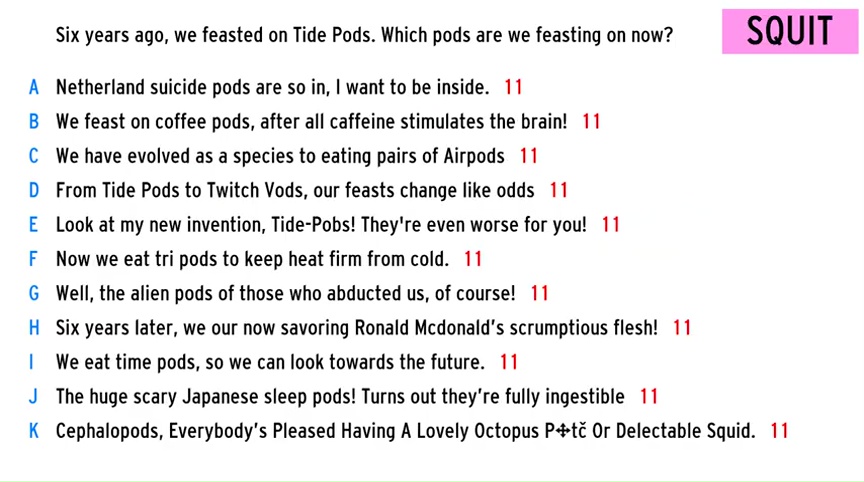 Six years ago, we feasted on Tide Pods. Which pods are we feasting on now?
SQUIT
A Netherland suicide pods are so in, I want to be inside. 11
B We feast on coffee pods, after all caffeine stimulates the brain! 11
C We have evolved as a species to eating pairs of Airpods 11
D From Tide Pods to Twitch Vods, our feasts change like odds 11
E Look at my new invention, Tide-Pobs! They're even worse for you! 11
F Now we eat tri pods to keep heat firm from cold. 11
G Well, the alien pods of those who abducted us, of course! 11
H Six years later, we our now savoring Ronald Mcdonald’s scrumptious flesh! 11
I We eat time pods, so we can look towards the future. 11
J The huge scary Japanese sleep pods! Turns out they’re fully ingestible 11
K Cephalopods, Everybody’s Pleased Having A Lovely Octopus P✢tč Or Delectable Squid. 11